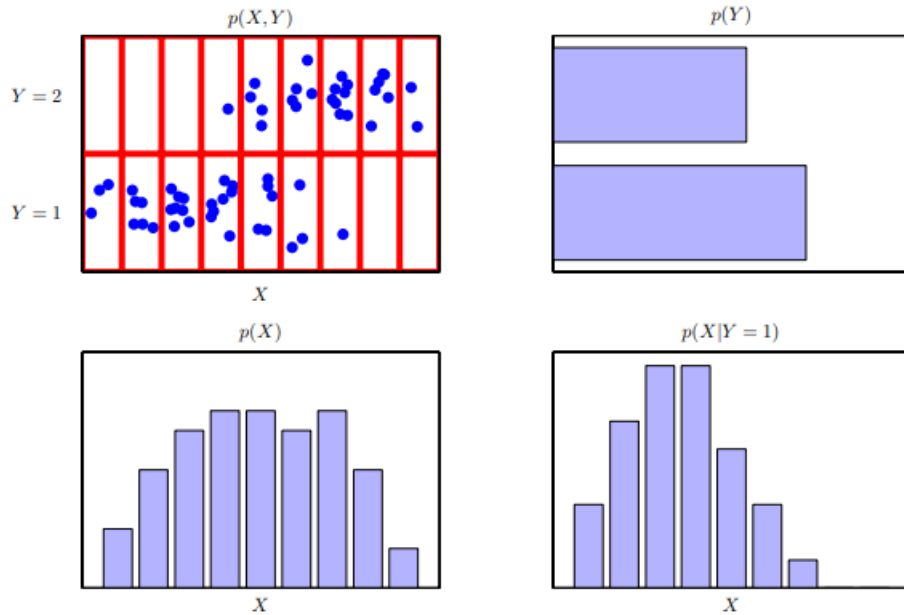 p(X, Y)
p(Y)
Y = 2
Y = 1
X
p(X)
p(X|Y = 1)
X
X